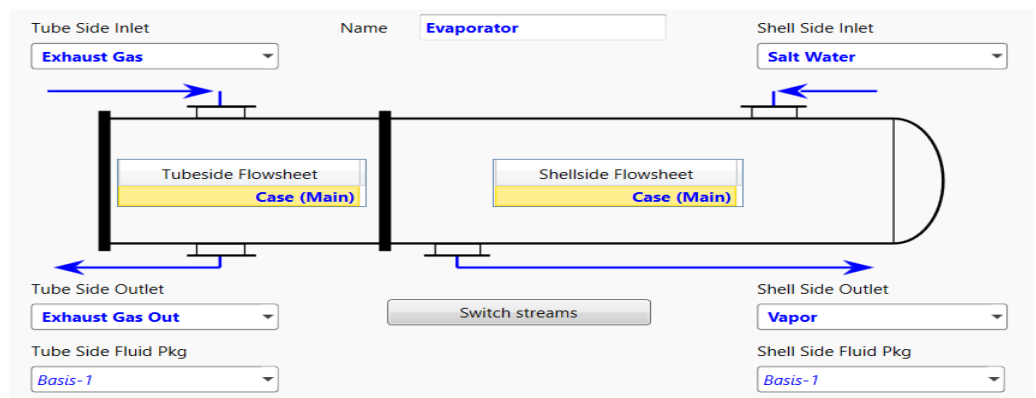 Tube Side Inlet
Name
Evaporator
Shell Side Inlet
Exhaust Gas
Salt Water
Tubeside Flowsheet
Case (Main)
Shellside Flowsheet
Case (Main)
Tube Side Outlet
Shell Side Outlet
Exhaust Gas Out
Switch streams
Vapor
Tube Side Fluid Pkg
Shell Side Fluid Pkg
Basis-1
Basis-1